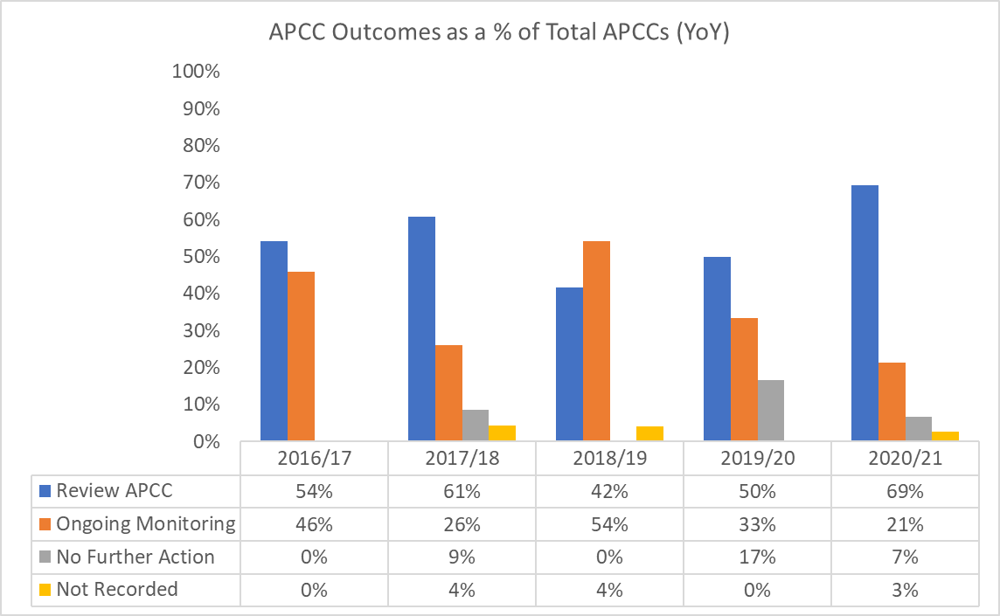 APCC Outcomes as a % of Total APCCs (YoY)
100%
90%
80%
70%
60%
50%
40%
30%
20%
10%
0%
2016/17 2017/18 2018/19 2019/20 2020/21
Review APCC 54% 61% 42% 50% 69%
Ongoing Monitoring 46% 26% 54% 33% 21%
No Further Action 0% 9% 0% 17% 7%
Not Recorded 0% 4% 4% 0% 3%